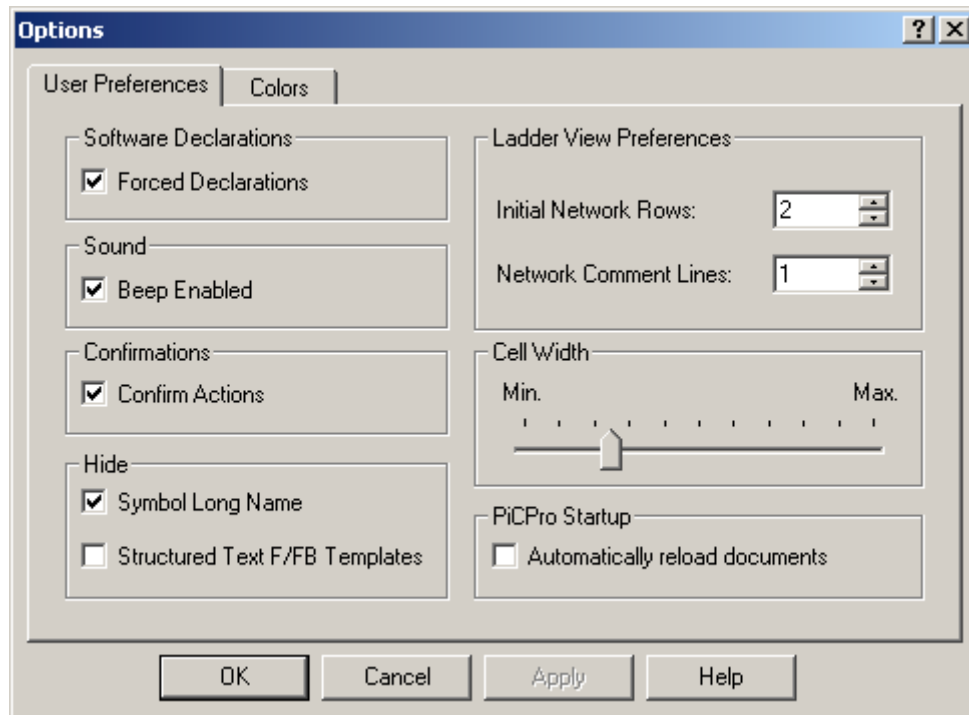 Options
User Preferences
Colors
Software Declarations
Forced Declarations
Sound
Beep Enabled
Confirmations
Confirm Actions
Hide
Symbol Long Name
Structured Text F/FB Templates
Ladder View Preferences
Initial Network Rows: 2
Network Comment Lines: 1
Cell Width
Min. Max.
PiCPro Startup
Automatically reload documents
OK Cancel Apply Help